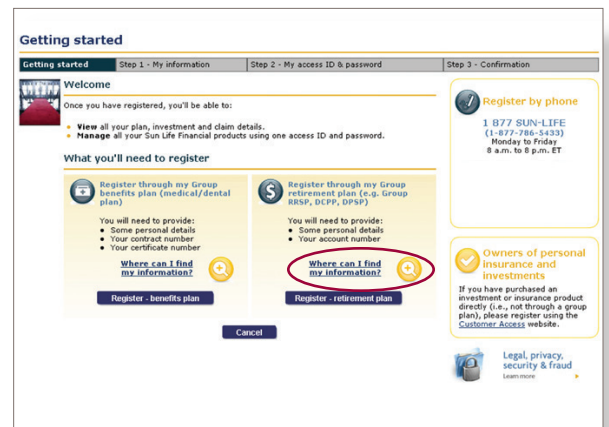 Getting started
Getting started
Step 1 - My information
Step 2 - My access ID & password
Step 3 - Confirmation
Welcome
Once you have registered, you'll be able to:
• View all your plan, investment and claim details.
• Manage all your Sun Life Financial products using one access ID and password.
What you'll need to register
Register through my Group
benefits plan (medical/dental
plan)
You will need to provide:
• Some personal details
• Your contract number
• Your certificate number
Where can I find
my information?
Register - benefits plan
Register through my Group
retirement plan (e.g. Group
RRSP, DCPP, DPSP)
You will need to provide:
• Some personal details
• Your account number
Where can I find
my information?
Register - retirement plan
Cancel
Register by phone
1 877 SUN-LIFE
(1-877-786-5433)
Monday to Friday
8 a.m. to 8 p.m. ET
Owners of personal
insurance and
investments
If you have purchased an
investment or insurance product
directly (i.e., not through a group
plan), please register using the
Customer Access website.
Legal, privacy,
security & fraud
Learn more